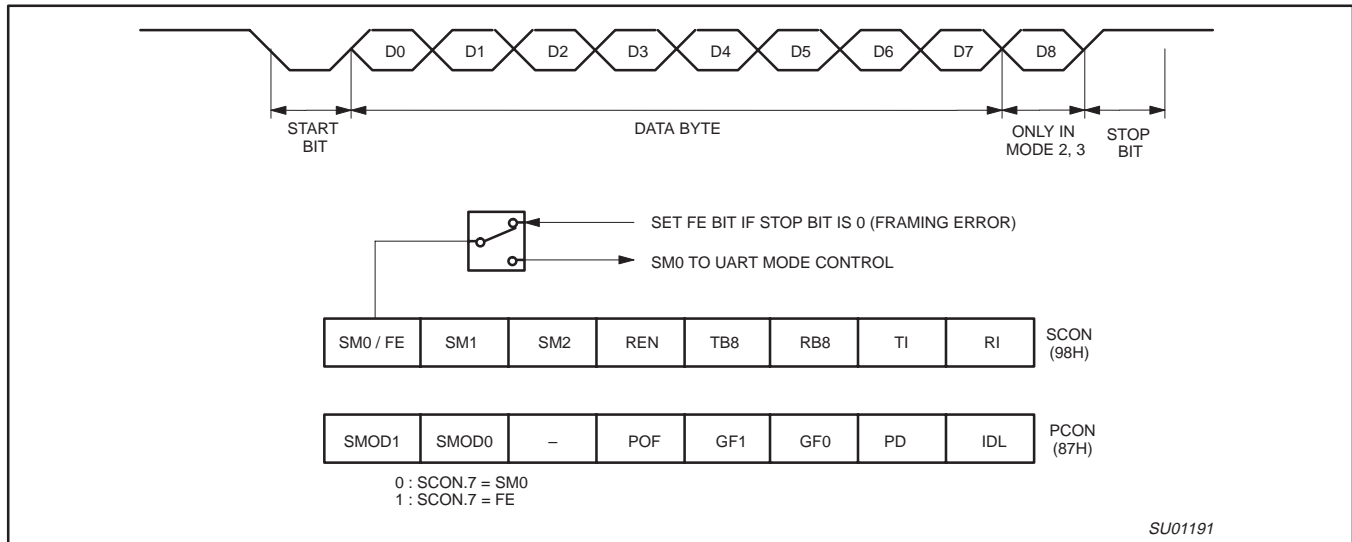 D0 D1 D2 D3 D4 D5 D6 D7 D8
START
BIT
DATA BYTE
ONLY IN
MODE 2, 3
STOP
BIT
SET FE BIT IF STOP BIT IS 0 (FRAMING ERROR)
SM0 TO UART MODE CONTROL
SM0 / FE SM1 SM2 REN TB8 RB8 TI RI
SCON
(98H)
SMOD1 SMOD0 – POF GF1 GF0 PD IDL
PCON
(87H)
0 : SCON.7 = SM0
1 : SCON.7 = FE
SU01191